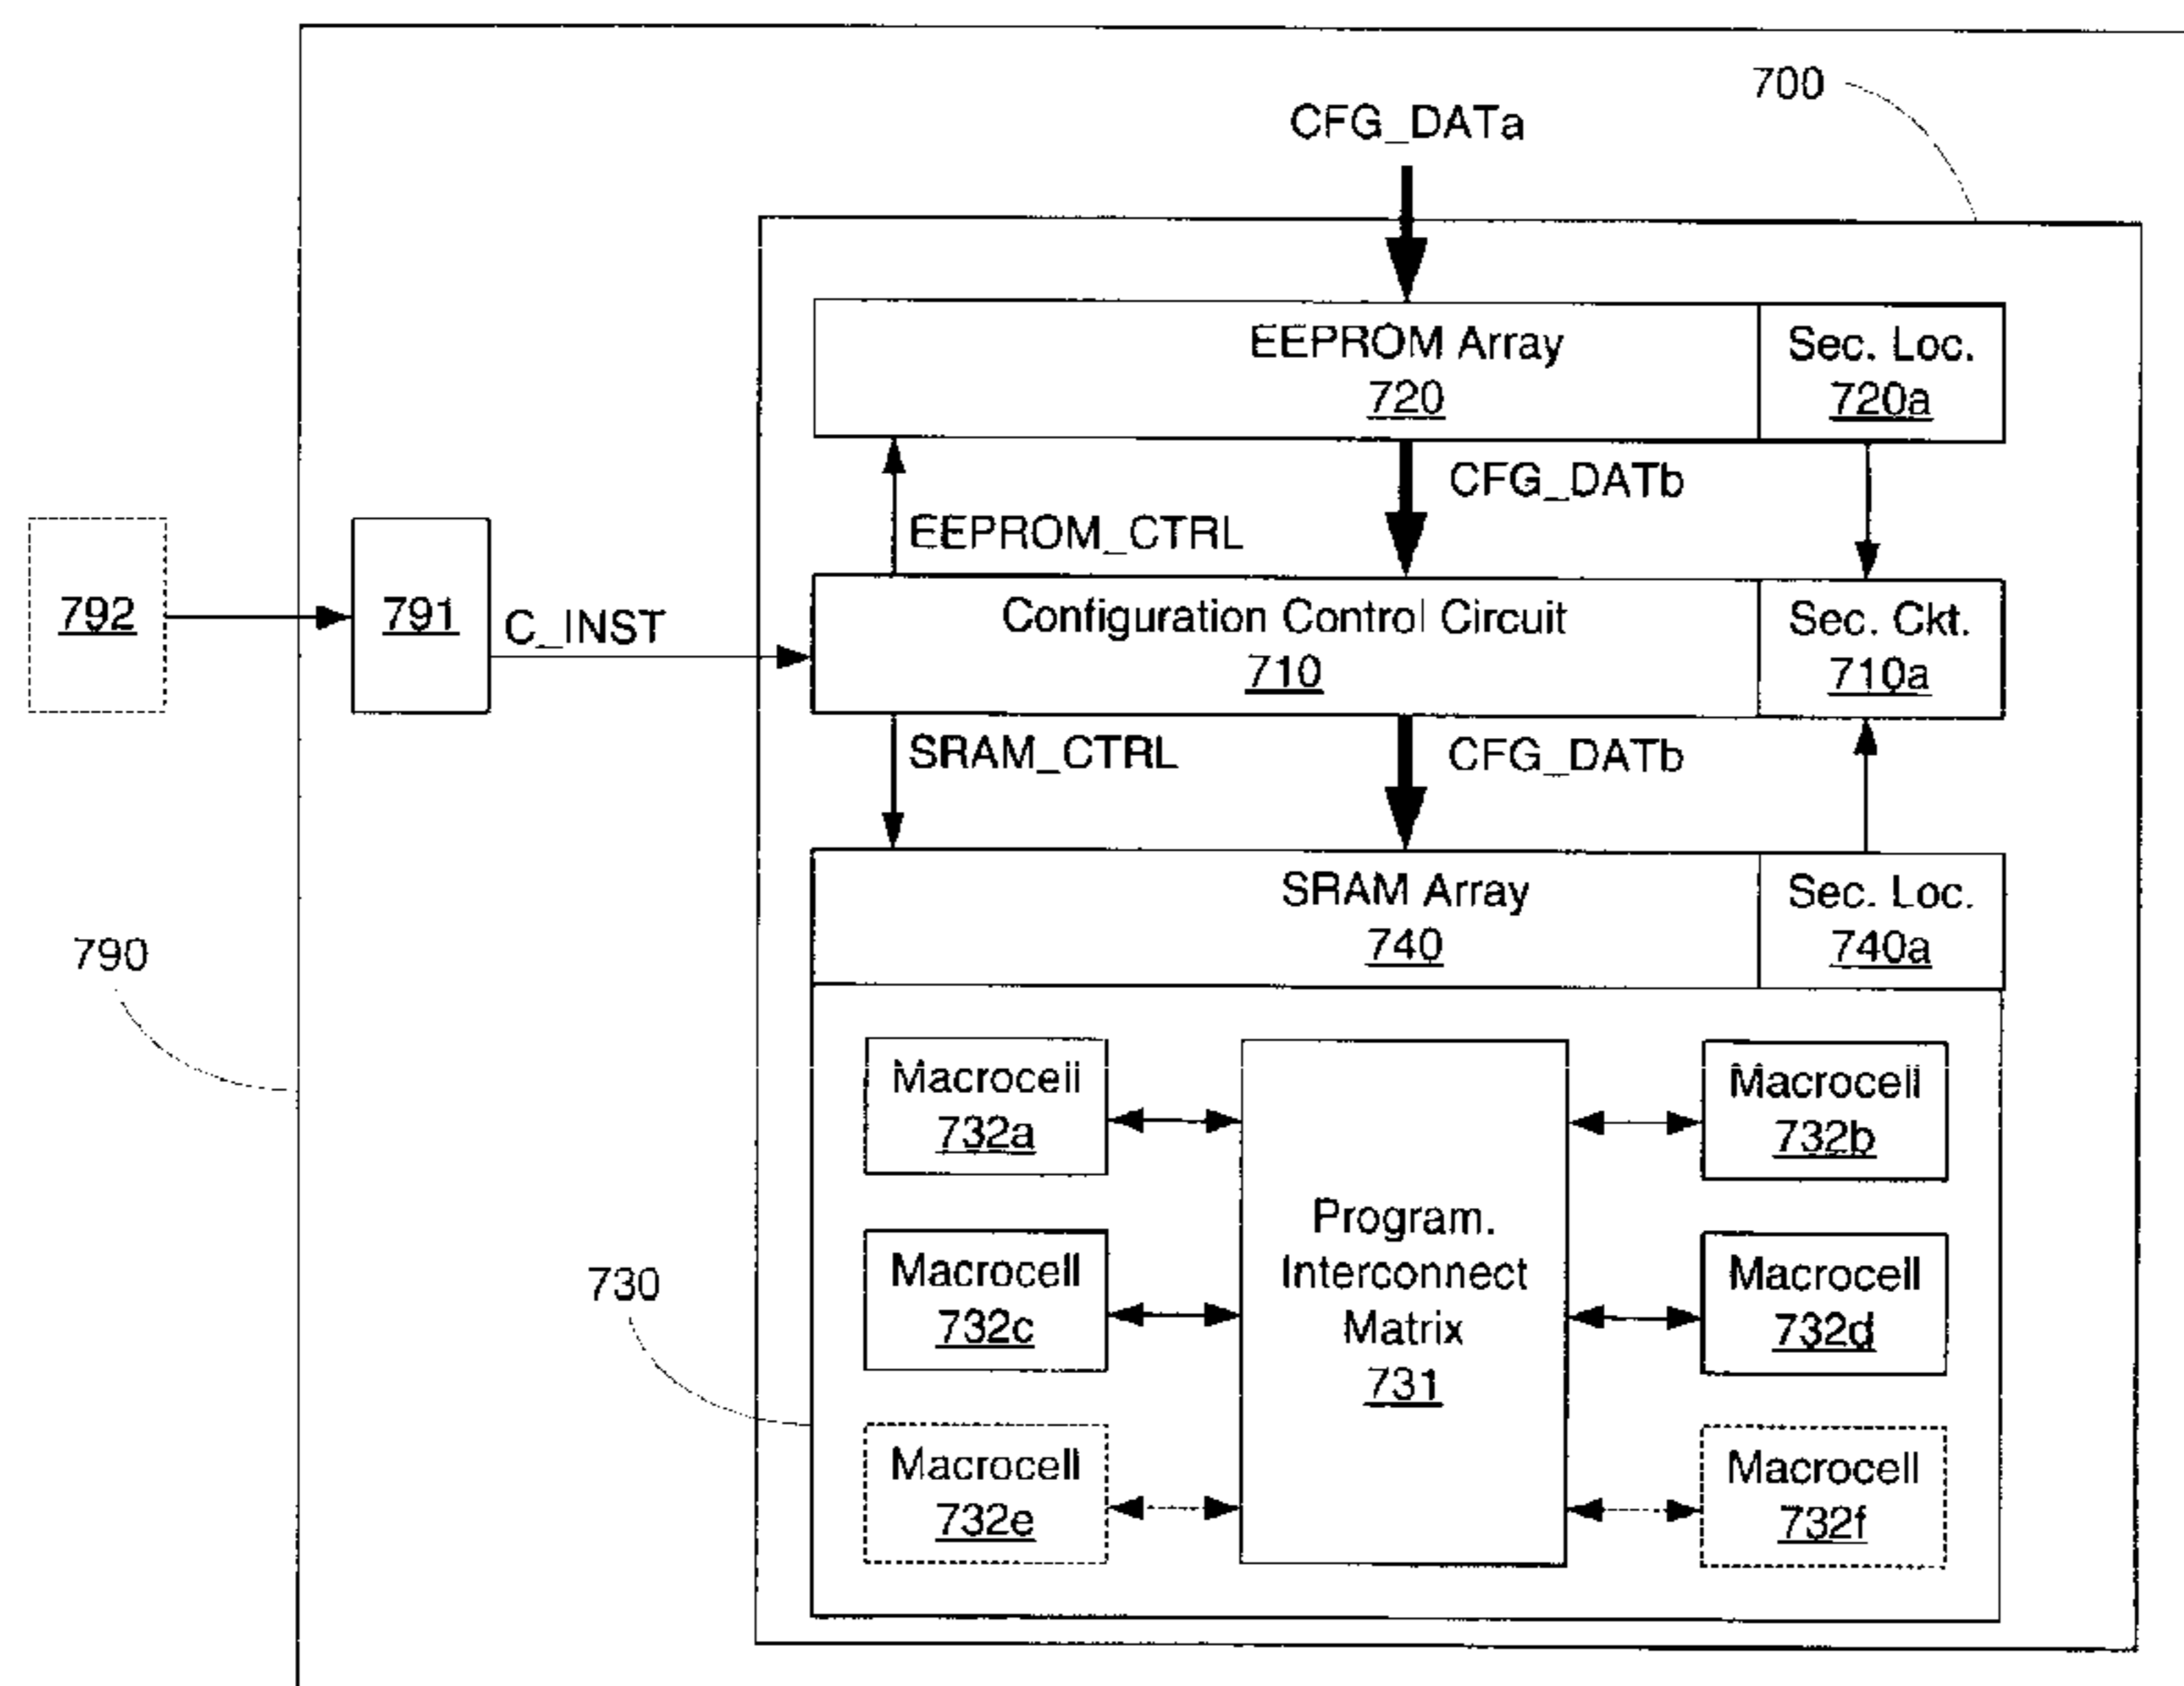 700
CFG_DATa
EEPROM Array
720
Sec. Loc.
720a
CFG_DATb
EEPROM_CTRL
792
791
C_INST
Configuration Control Circuit
710
Sec. Ckt.
710a
SRAM_CTRL
CFG_DATb
SRAM Array
740
Sec. Loc.
740a
790
Macrocell
732a
Macrocell
732b
Program.
Interconnect
Matrix
731
730
Macrocell
732c
Macrocell
732d
Macrocell
732e
Macrocell
732f